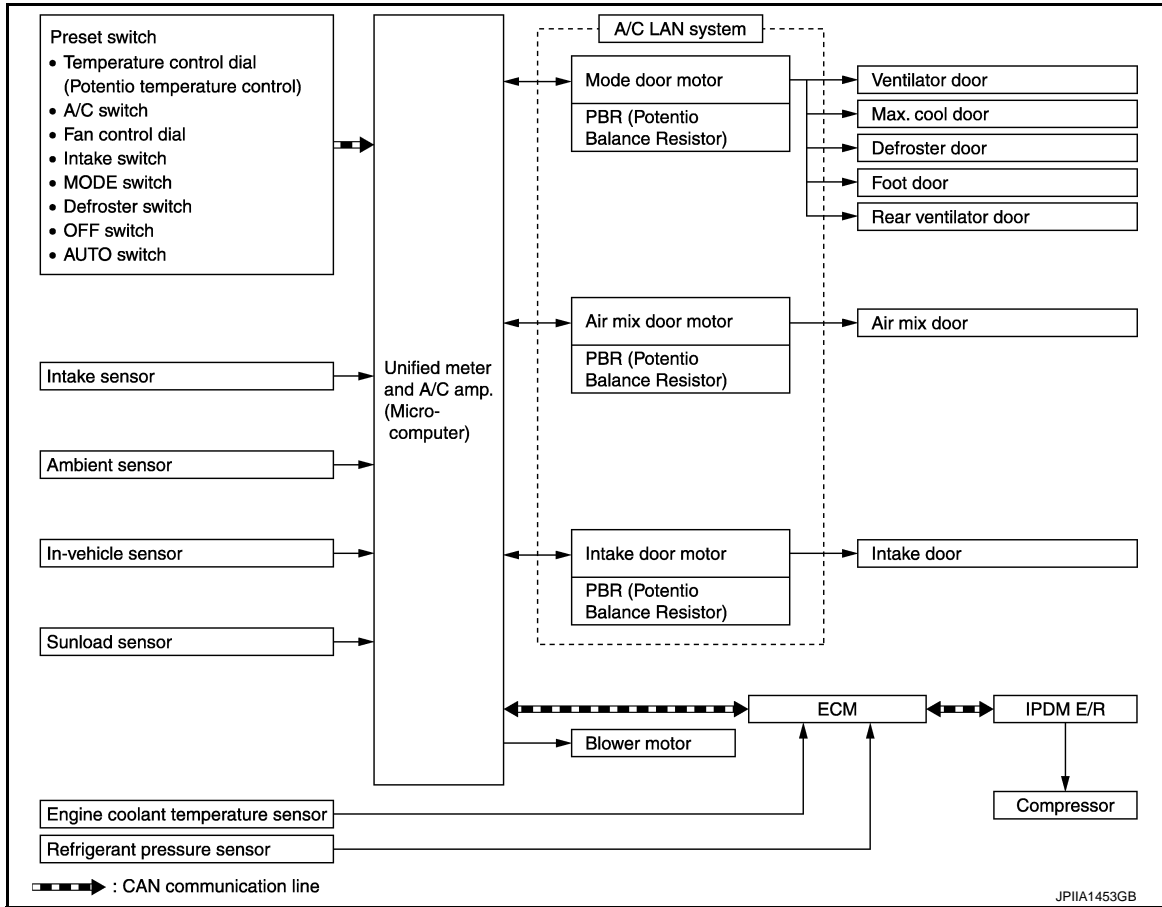 Preset switch
• Temperature control dial
(Potentio temperature control)
• A/C switch
• Fan control dial
• Intake switch
• MODE switch
• Defroster switch
• OFF switch
• AUTO switch
Intake sensor
Ambient sensor
In-vehicle sensor
Sunload sensor
Engine coolant temperature sensor
Refrigerant pressure sensor
Unified meter
and A/C amp.
(Micro-
computer)
A/C LAN system
Mode door motor
PBR (Potentio
Balance Resistor)
Ventilator door
Max. cool door
Defroster door
Foot door
Rear ventilator door
Air mix door motor
PBR (Potentio
Balance Resistor)
Air mix door
Intake door motor
PBR (Potentio
Balance Resistor)
Intake door
ECM
IPDM E/R
Blower motor
Compressor
: CAN communication line
JPIIA1453GB